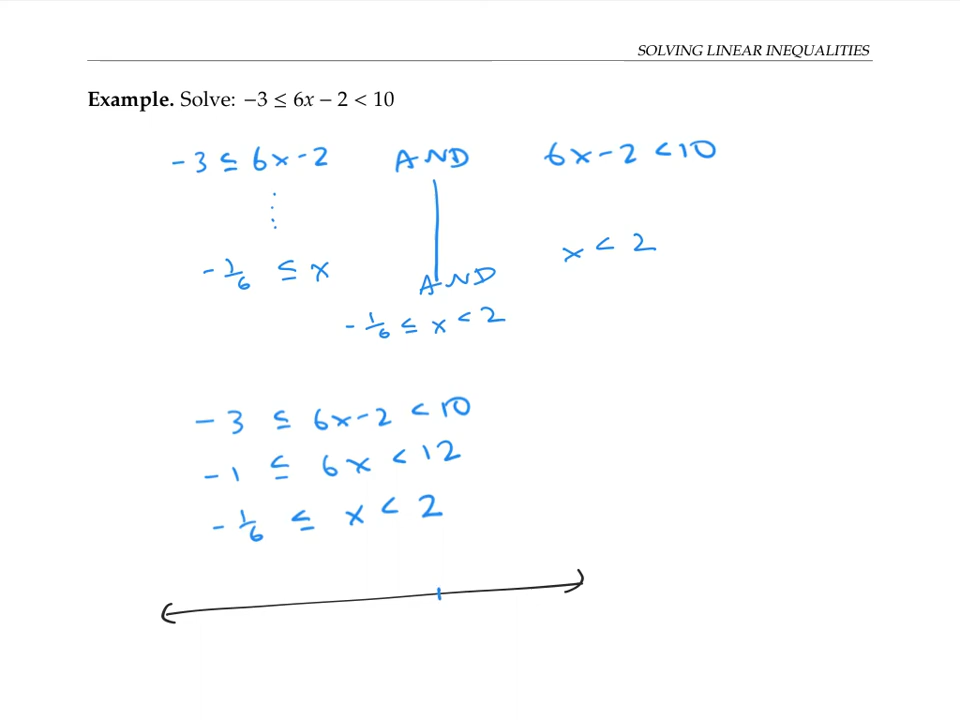 SOLVING LINEAR INEQUALITIES
Example. Solve: −3 ≤ 6x − 2 < 10
-3 ≤ 6x-2 AND 6x-2 <10
-1/6 ≤ x AND x < 2
-1/6 ≤ x < 2
-3 ≤ 6x-2 < 10
-1 ≤ 6x < 12
-1/6 ≤ x < 2